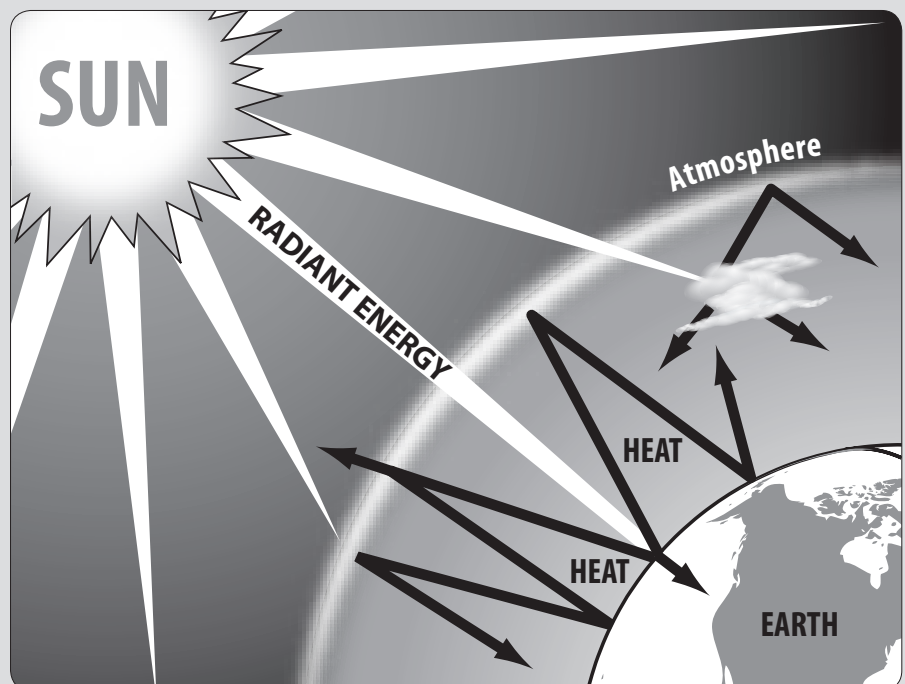 SUN
Atmosphere
RADIANT ENERGY
HEAT
HEAT
EARTH